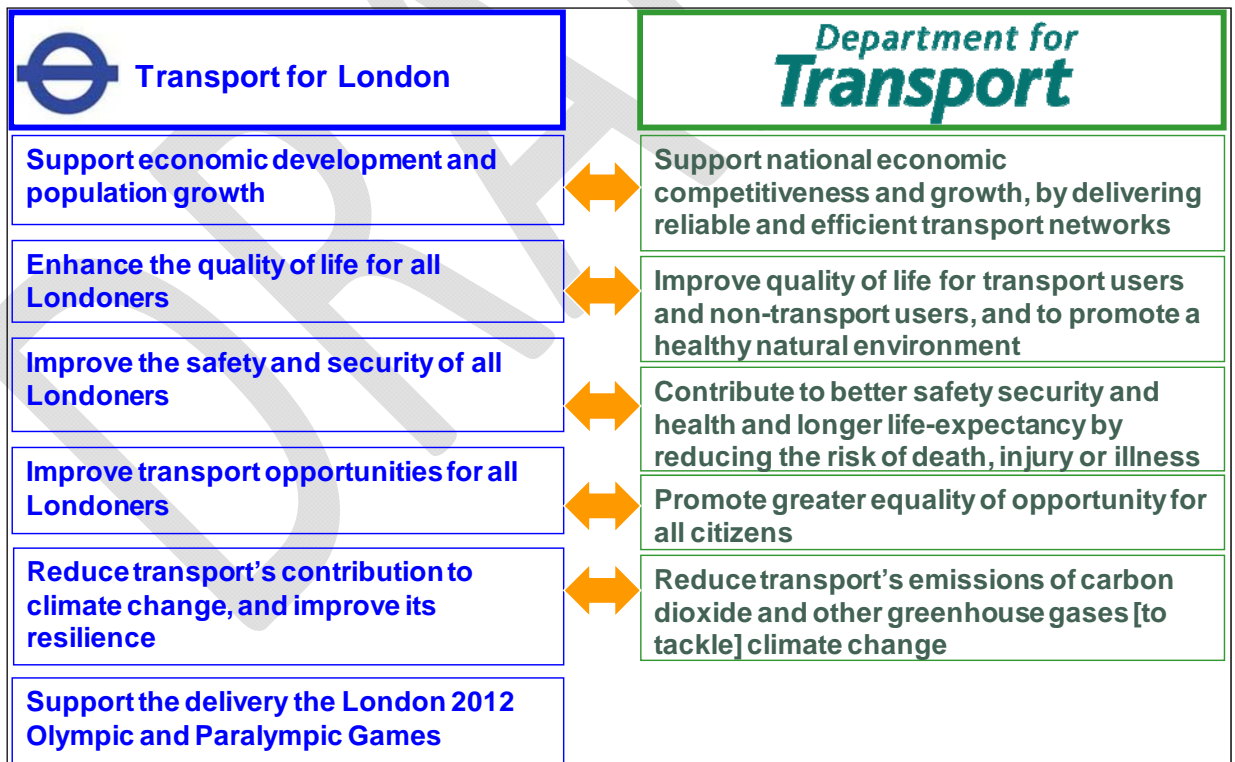 Transport for London
Department for
Transport
Support economic development and
population growth
Support national economic
competitiveness and growth, by delivering
reliable and efficient transport networks
Enhance the quality of life for all
Londoners
Improve quality of life for transport users
and non-transport users, and to promote a
healthy natural environment
Improve the safety and security of all
Londoners
Contribute to better safety security and
health and longer life-expectancy by
reducing the risk of death, injury or illness
Improve transport opportunities for all
Londoners
Promote greater equality of opportunity for
all citizens
Reduce transport's contribution to
climate change, and improve its
resilience
Reduce transport's emissions of carbon
dioxide and other greenhouse gases [to
tackle] climate change
Support the delivery the London 2012
Olympic and Paralympic Games
DRA